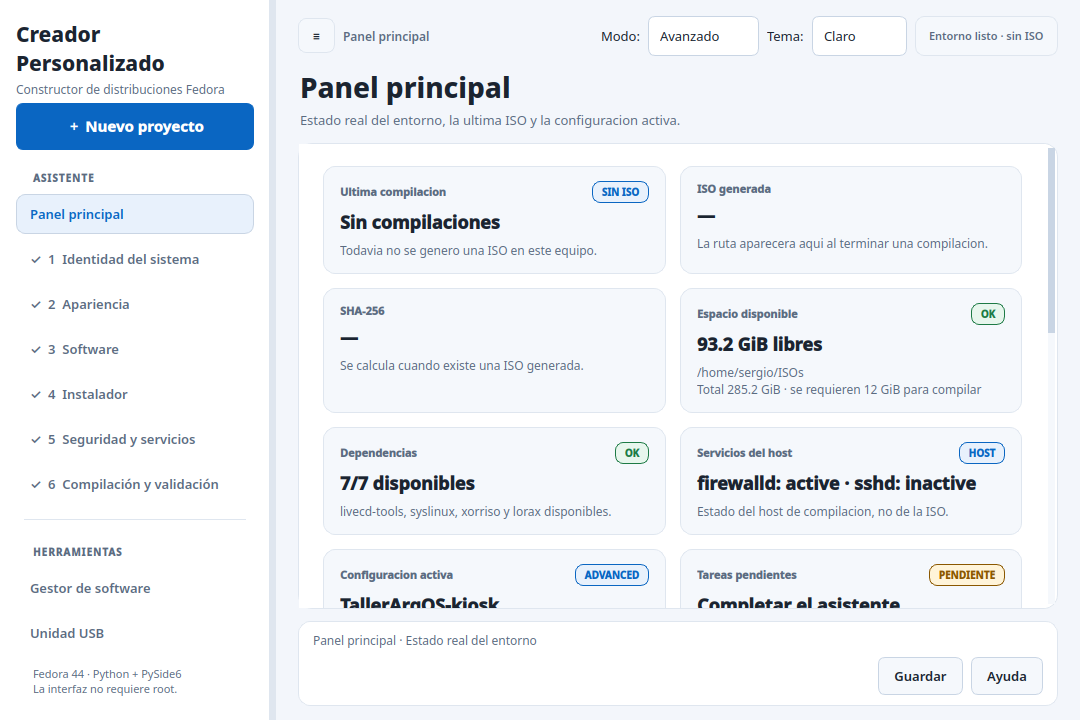 Creador
Personalizado
Constructor de distribuciones Fedora
+ Nuevo proyecto
ASISTENTE
Panel principal
✓ 1 Identidad del sistema
✓ 2 Apariencia
✓ 3 Software
✓ 4 Instalador
✓ 5 Seguridad y servicios
✓ 6 Compilación y validación
HERRAMIENTAS
Gestor de software
Unidad USB
Fedora 44 · Python + PySide6
La interfaz no requiere root.
≡ Panel principal Modo: Avanzado Tema: Claro Entorno listo · sin ISO
Panel principal
Estado real del entorno, la ultima ISO y la configuracion activa.
Ultima compilacion SIN ISO
Sin compilaciones
Todavia no se genero una ISO en este equipo.
ISO generada
—
La ruta aparecera aqui al terminar una compilacion.
SHA-256
—
Se calcula cuando existe una ISO generada.
Espacio disponible OK
93.2 GiB libres
/home/sergio/ISOs
Total 285.2 GiB · se requieren 12 GiB para compilar
Dependencias OK
7/7 disponibles
livecd-tools, syslinux, xorriso y lorax disponibles.
Servicios del host HOST
firewalld: active · sshd: inactive
Estado del host de compilacion, no de la ISO.
Configuracion activa ADVANCED
TallerArgOS-kiosk
Tareas pendientes PENDIENTE
Completar el asistente
Panel principal · Estado real del entorno
Guardar Ayuda